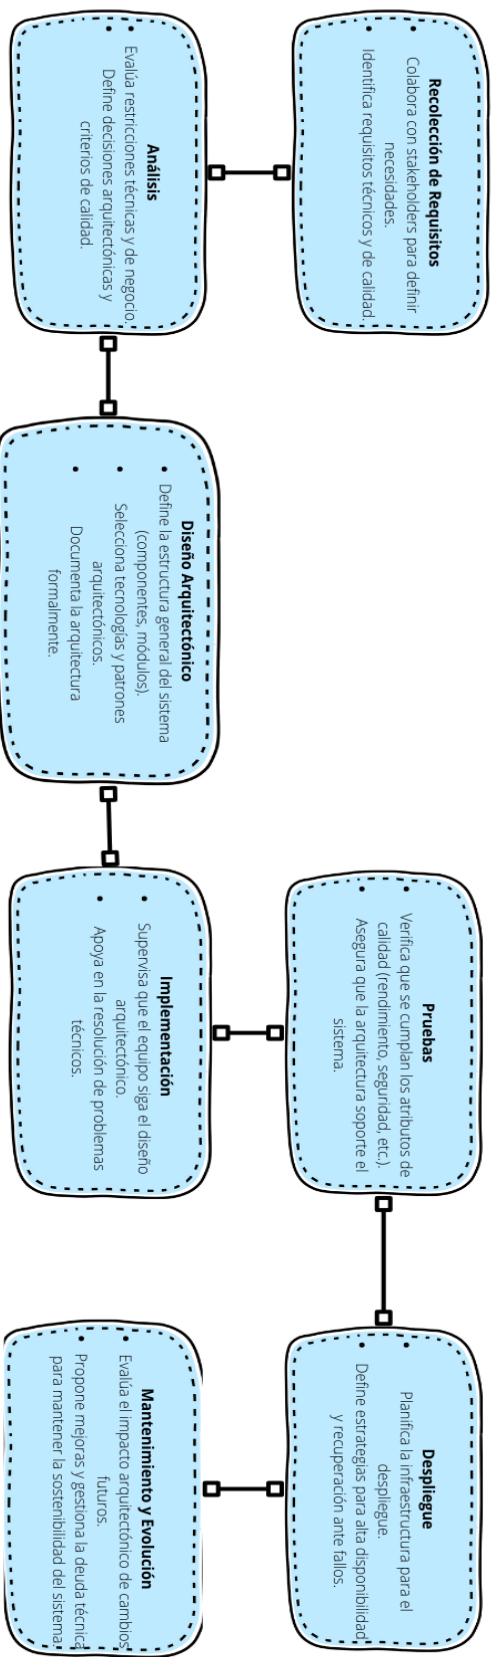 Recolección de Requisitos
• Colabora con stakeholders para definir
necesidades.
• Identifica requisitos técnicos y de calidad.
Análisis
• Evalúa restricciones técnicas y de negocio.
• Define decisiones arquitectónicas y
criterios de calidad.
Diseño Arquitectónico
• Define la estructura general del sistema
(componentes, módulos).
• Selecciona tecnologías y patrones
arquitectónicos.
• Documenta la arquitectura
formalmente.
Implementación
• Supervisa que el equipo siga el diseño
arquitectónico.
• Apoya en la resolución de problemas
técnicos.
Pruebas
• Verifica que se cumplan los atributos de
calidad (rendimiento, seguridad, etc.).
• Asegura que la arquitectura soporte el
sistema.
Despliegue
• Planifica la infraestructura para el
despliegue.
• Define estrategias para alta disponibilidad
y recuperación ante fallos.
Mantenimiento y Evolución
• Evalúa el impacto arquitectónico de cambios
futuros.
• Propone mejoras y gestiona la deuda técnica
para mantener la sostenibilidad del sistema.